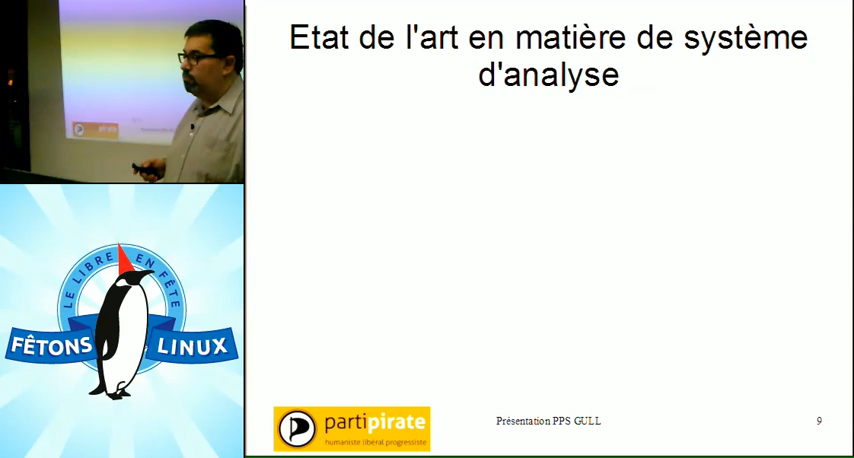 Etat de l'art en matière de système
d'analyse
LE LIBRE EN FÊTE
FÊTONS LINUX
partipirate
humaniste libéral progressiste
Présentation PPS GULL
9
pirate